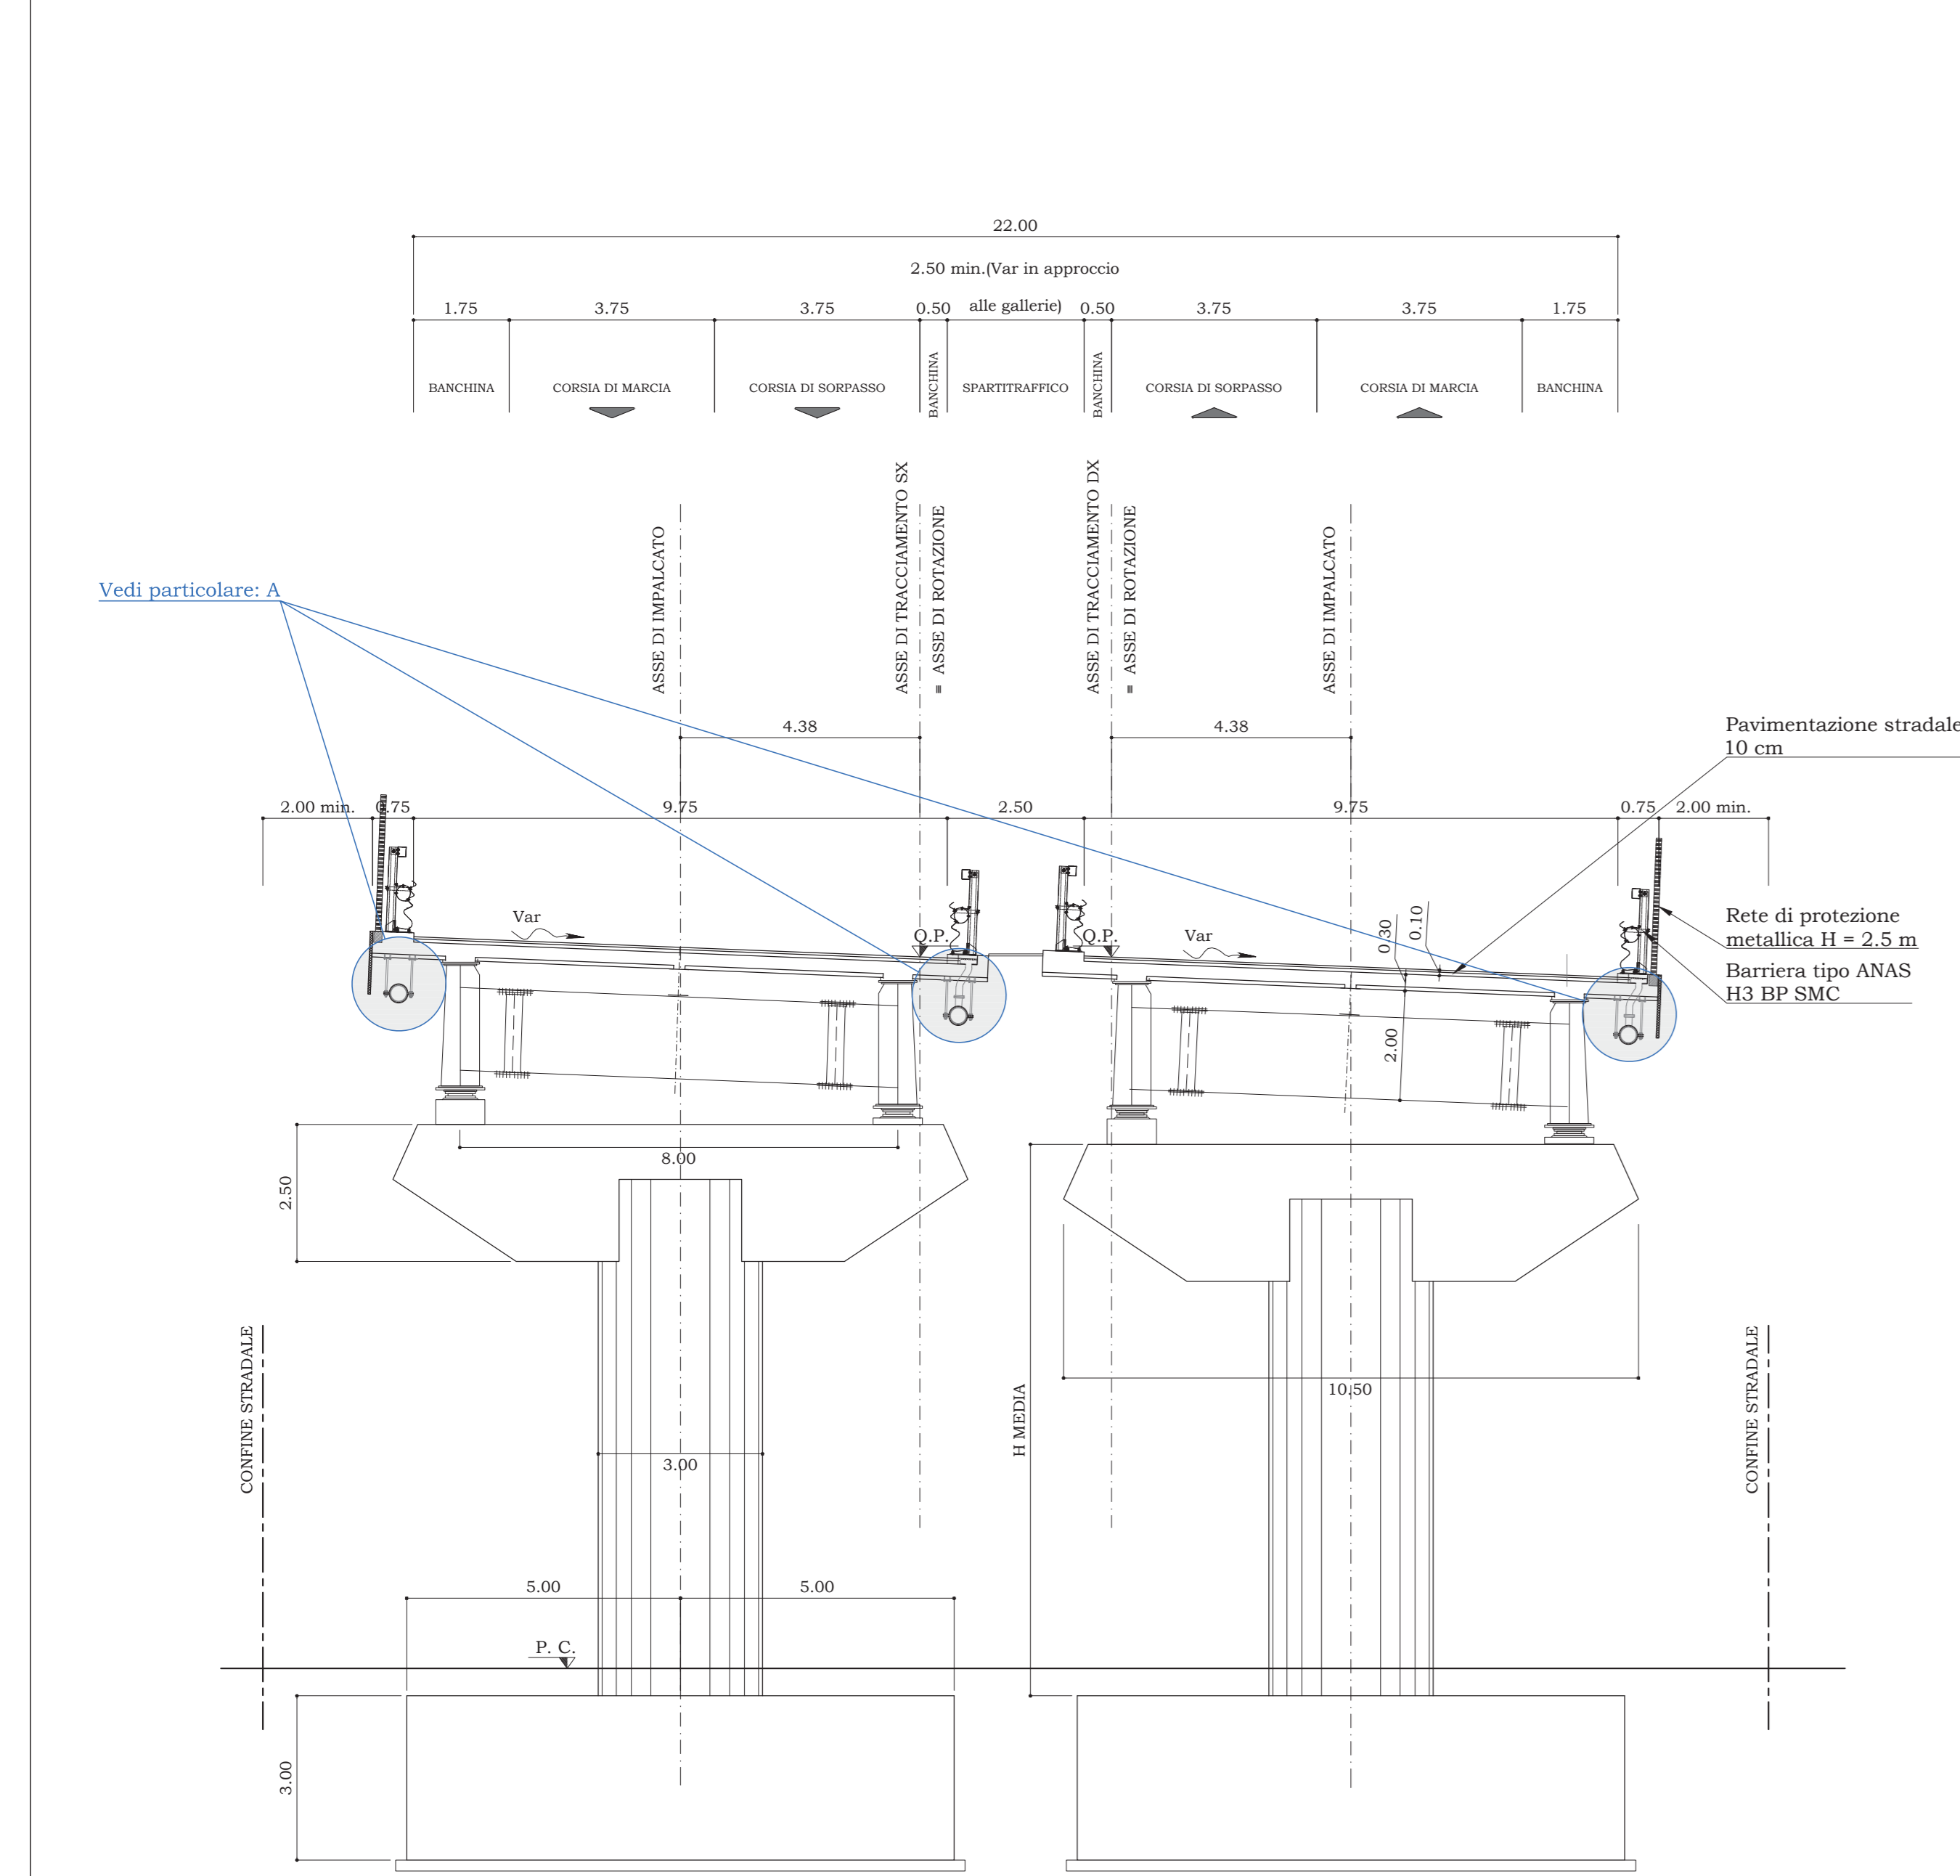 22.00
2.50 min.(Var in approccio
alle gallerie)
1.75
3.75
3.75
0.50
0.50
3.75
3.75
1.75
BANCHINA
CORSIA DI MARCIA
CORSIA DI SORPASSO
BANCHINA
SPARTITRAFFICO
BANCHINA
CORSIA DI SORPASSO
CORSIA DI MARCIA
BANCHINA
ASSE DI IMPALCATO
ASSE DI TRACCIAMENTO SX
≡ ASSE DI ROTAZIONE
ASSE DI TRACCIAMENTO DX
≡ ASSE DI ROTAZIONE
ASSE DI IMPALCATO
Vedi particolare: A
4.38
4.38
Pavimentazione stradale
10 cm
2.00 min.
0.75
9.75
2.50
9.75
0.75
2.00 min.
Var
Q.P.
Q.P.
Var
0.30
0.10
Rete di protezione
metallica H = 2.5 m
Barriera tipo ANAS
H3 BP SMC
2.00
8.00
2.50
10.50
CONFINE STRADALE
H MEDIA
CONFINE STRADALE
3.00
5.00
5.00
P. C.
3.00